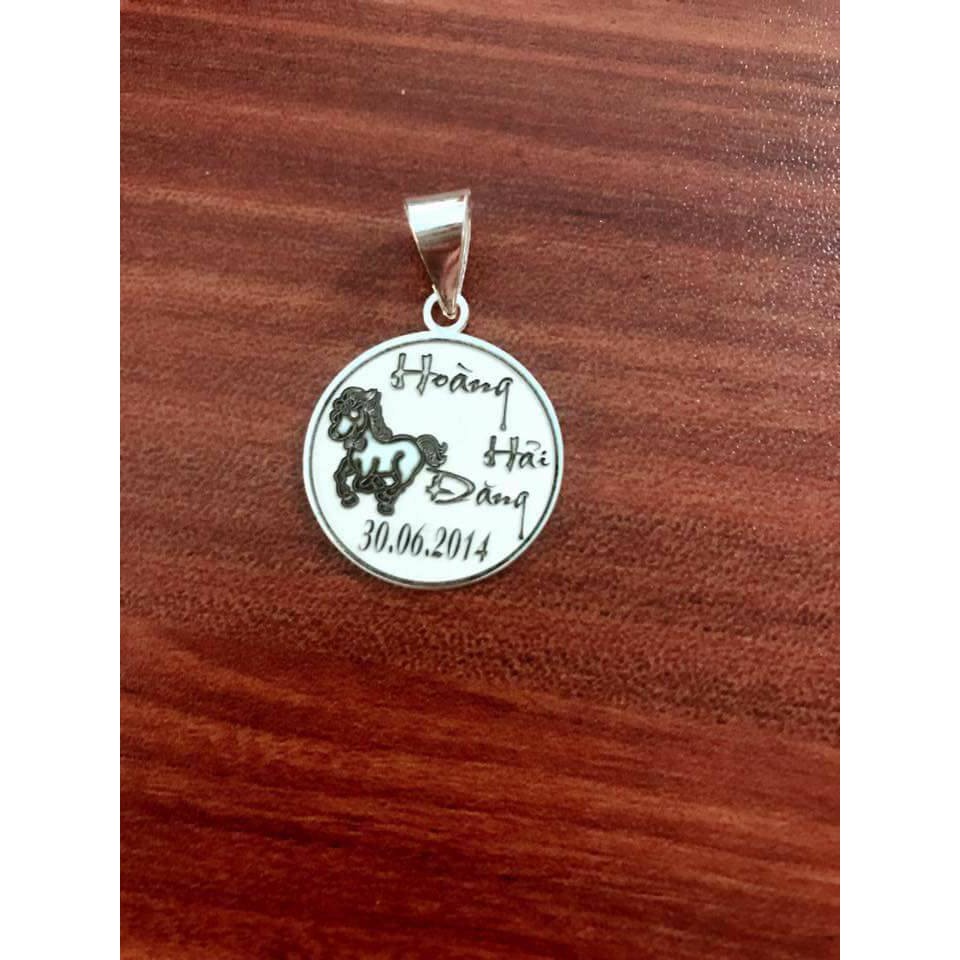 Hoàng
Hải
Đăng
30.06.2014